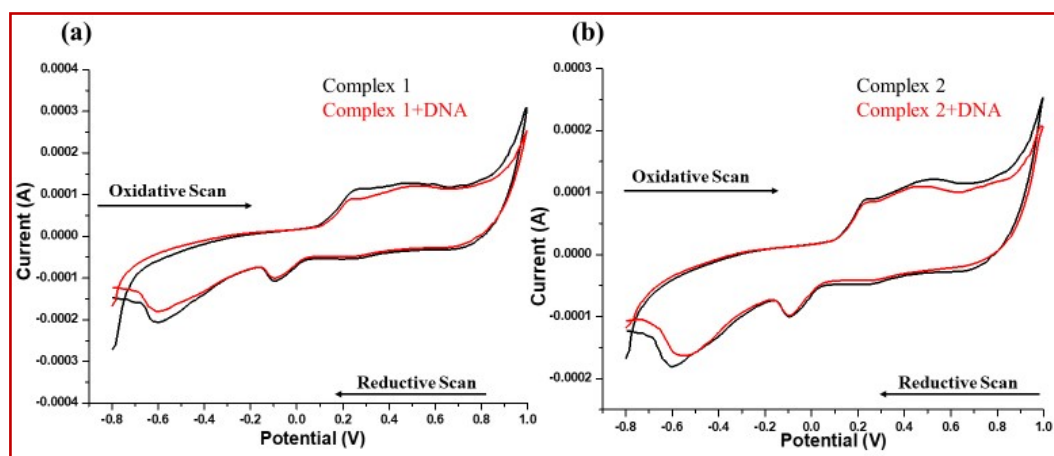 (a)
0.0004
0.0003
0.0002
0.0001
0.0000
-0.0001
-0.0002
-0.0003
-0.0004
Current (A)
Complex 1
Complex 1+DNA
Oxidative Scan
Reductive Scan
-0.8 -0.6 -0.4 -0.2 0.0 0.2 0.4 0.6 0.8 1.0
Potential (V)
(b)
0.0003
0.0002
0.0001
0.0000
-0.0001
-0.0002
Current (A)
Complex 2
Complex 2+DNA
Oxidative Scan
Reductive Scan
-0.8 -0.6 -0.4 -0.2 0.0 0.2 0.4 0.6 0.8 1.0
Potential (V)